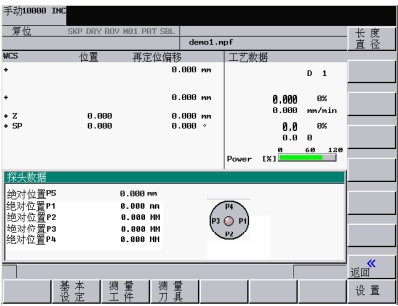 手动10000 INC
复位 SKP DRY ROV M01 PRT SBL
demo1.mpf
长度
直径
WCS 位置 再定位偏移 工艺数据
+ 0.000 mm
D 1
+ 0.000 mm 0.000 0%
0.000 mm/min
+ Z 0.000 0.000 mm
+ SP 0.000 0.000 °
0.0 0%
0.0 0
0 60 120
Power [%]
探头数据
绝对位置P5 0.000 mm
绝对位置P1 0.000 mm
绝对位置P2 0.000 MM
绝对位置P3 0.000 MM
绝对位置P4 0.000 MM
P4
P3 P1
P2
«
返回
基本
设定
测量
工件
测量
刀具
设置